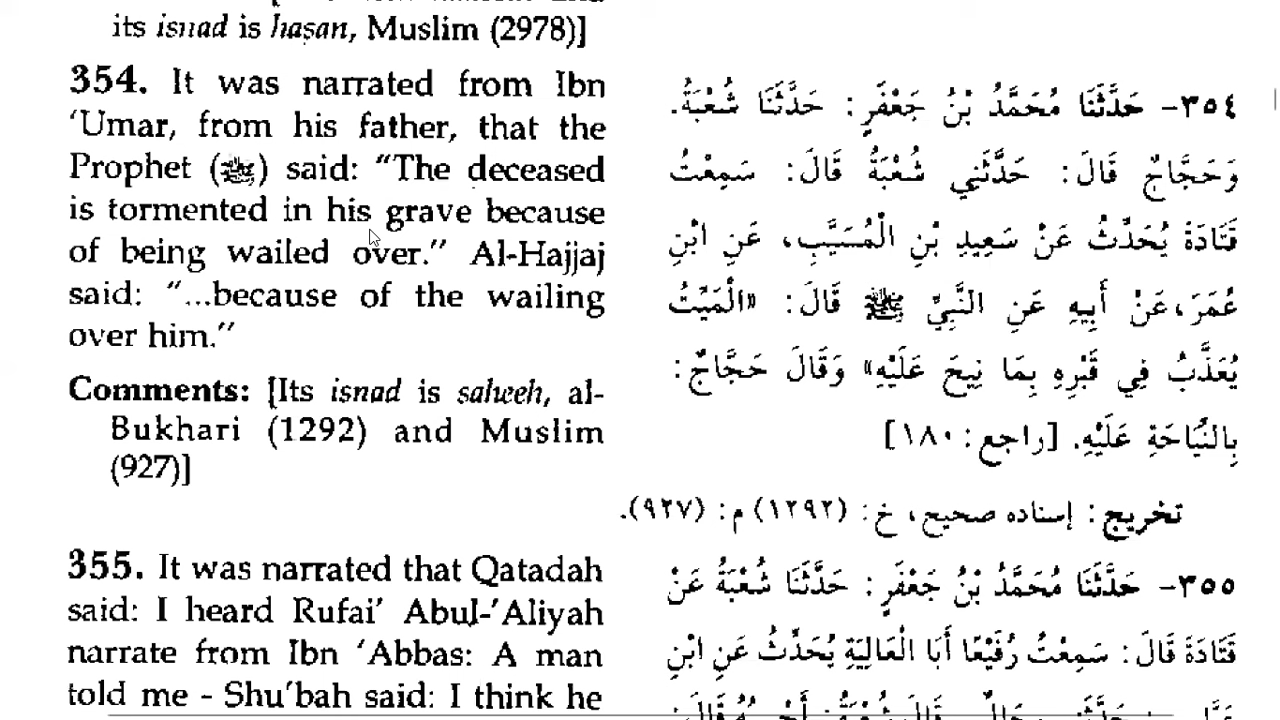 its isnad is ḥasan, Muslim (2978)]
354. It was narrated from Ibn
‘Umar, from his father, that the
Prophet (ﷺ) said: “The deceased
is tormented in his grave because
of being wailed over.” Al-Hajjaj
said: “...because of the wailing
over him.”
Comments: [Its isnad is saheeh, al-
Bukhari (1292) and Muslim
(927)]
355. It was narrated that Qatadah
said: I heard Rufai’ Abul-’Aliyah
narrate from Ibn ‘Abbas: A man
told me - Shu’bah said: I think he
٣٥٤- حَدَّثَنَا مُحَمَّدُ بْنُ جَعْفَرٍ: حَدَّثَنَا شُعْبَةُ.
وَحَجَّاجٌ قَالَ: حَدَّثَنِي شُعْبَةُ قَالَ: سَمِعْتُ
قَتَادَةَ يُحَدِّثُ عَنْ سَعِيدِ بْنِ الْمُسَيَّبِ، عَنِ ابْنِ
عُمَرَ، عَنْ أَبِيهِ عَنِ النَّبِيِّ ﷺ قَالَ: «الْمَيِّتُ
يُعَذَّبُ فِي قَبْرِهِ بِمَا نِيحَ عَلَيْهِ» وَقَالَ حَجَّاجٌ:
بِالنِّيَاحَةِ عَلَيْهِ. [راجع: ١٨٠]
تخريج: إسناده صحيح، خ: (١٢٩٢) م: (٩٢٧).
٣٥٥- حَدَّثَنَا مُحَمَّدُ بْنُ جَعْفَرٍ: حَدَّثَنَا شُعْبَةُ عَنْ
قَتَادَةَ قَالَ: سَمِعْتُ رُفَيْعًا أَبَا الْعَالِيَةِ يُحَدِّثُ عَنِ ابْنِ